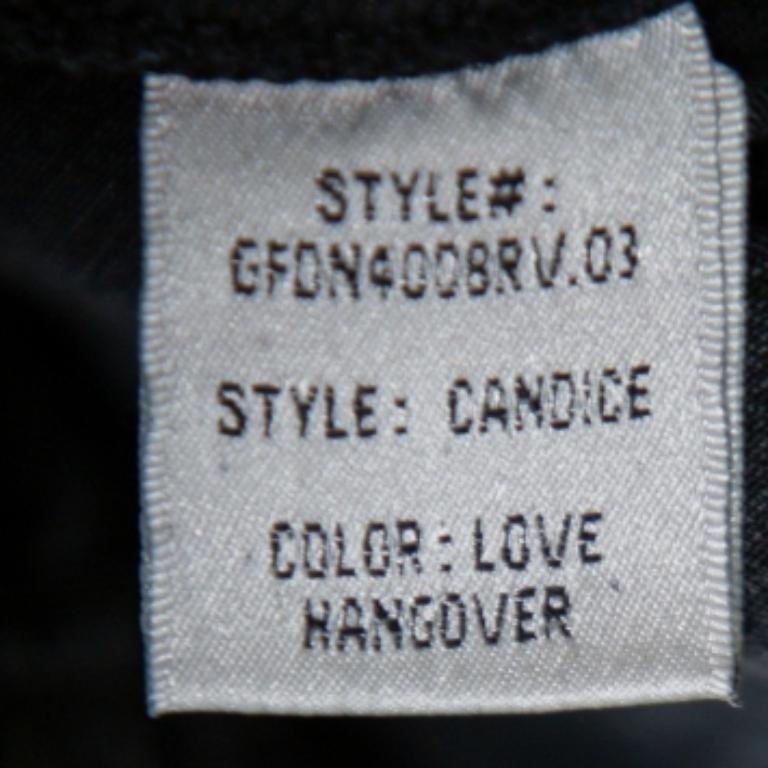 STYLE#:
GFDN4008RV.03
STYLE: CANDICE
COLOR: LOVE
HANGOVER